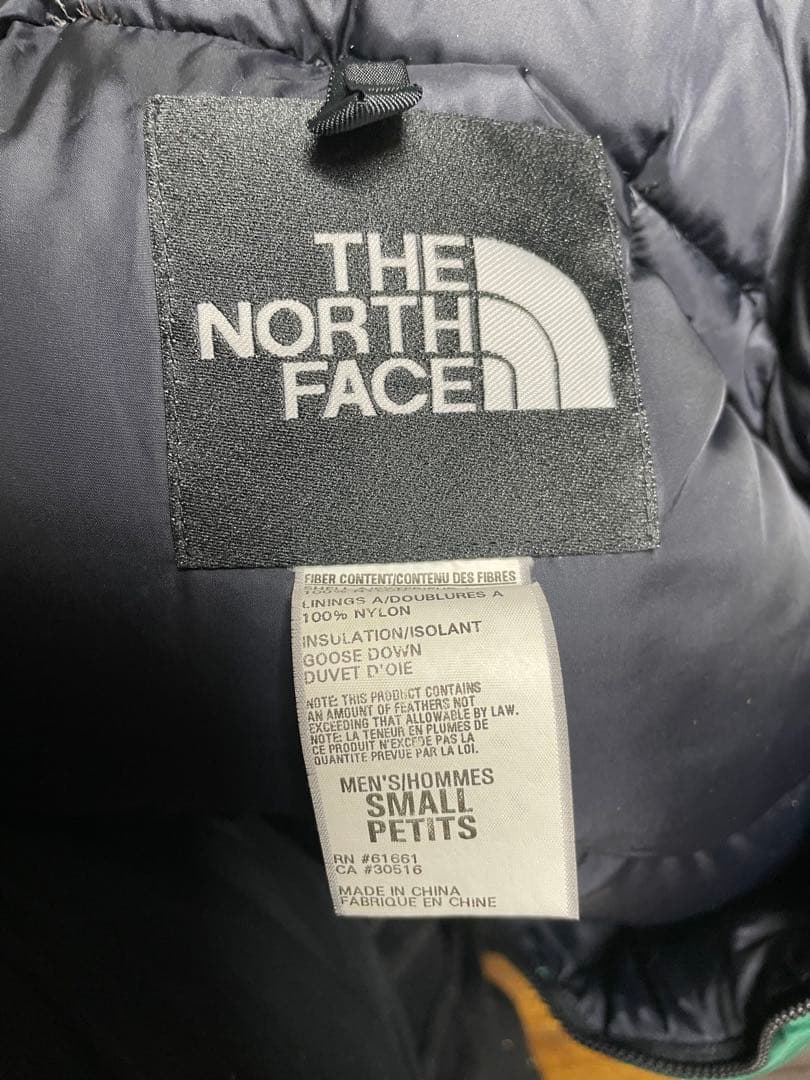 THE
NORTH
FACE
FIBER CONTENT/CONTENU DES FIBRES
LININGS A/DOUBLURES A
100% NYLON
INSULATION/ISOLANT
GOOSE DOWN
DUVET D'OIE
NOTE: THIS PRODUCT CONTAINS
AN AMOUNT OF FEATHERS NOT
EXCEEDING THAT ALLOWABLE BY LAW.
NOTE: LA TENEUR EN PLUMES DE
CE PRODUIT N'EXCEDE PAS LA
QUANTITE PREVUE PAR LA LOI.
MEN'S/HOMMES
SMALL
PETITS
RN #61661
CA #30516
MADE IN CHINA
FABRIQUE EN CHINE